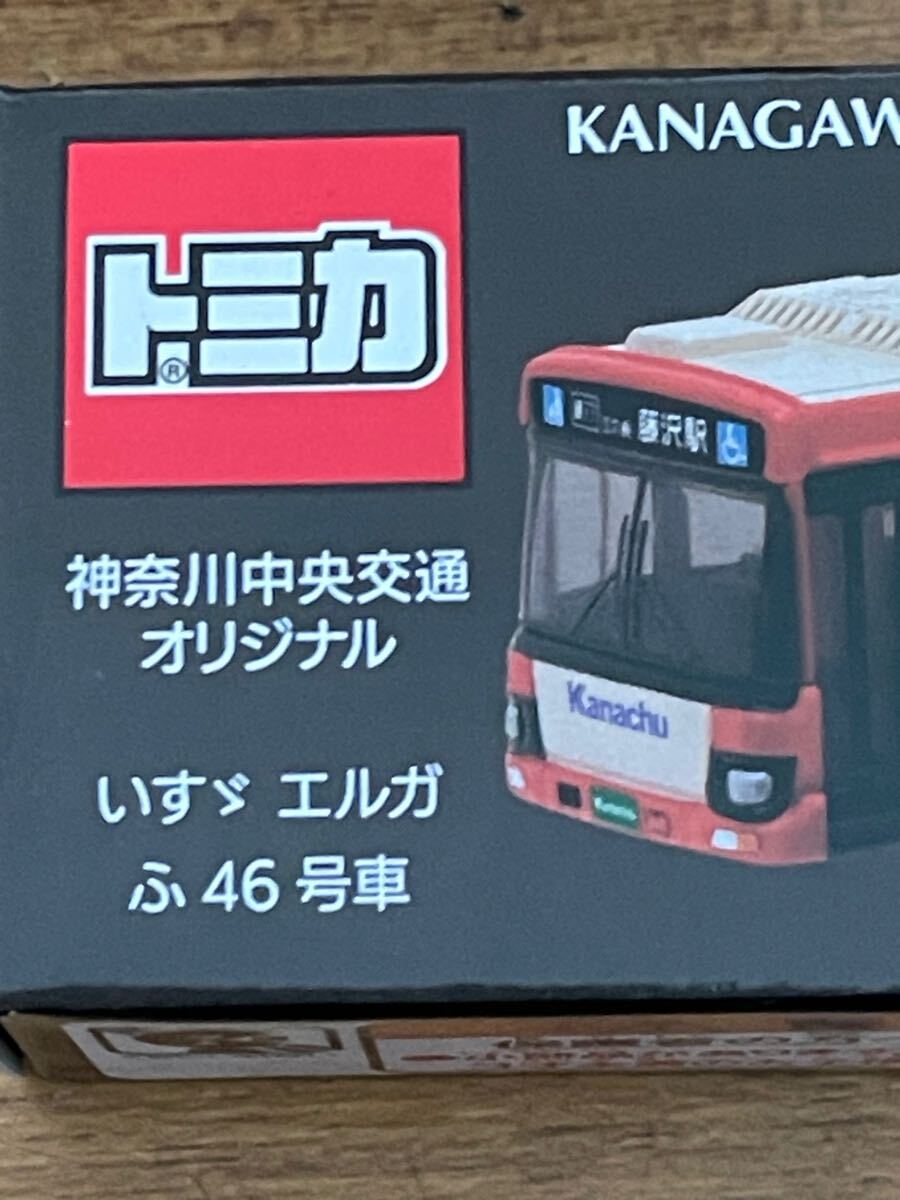 KANAGAW
トミカ
®
藤沢駅
神奈川中央交通
オリジナル
Kanachu
いすゞ エルガ
ふ 46 号車